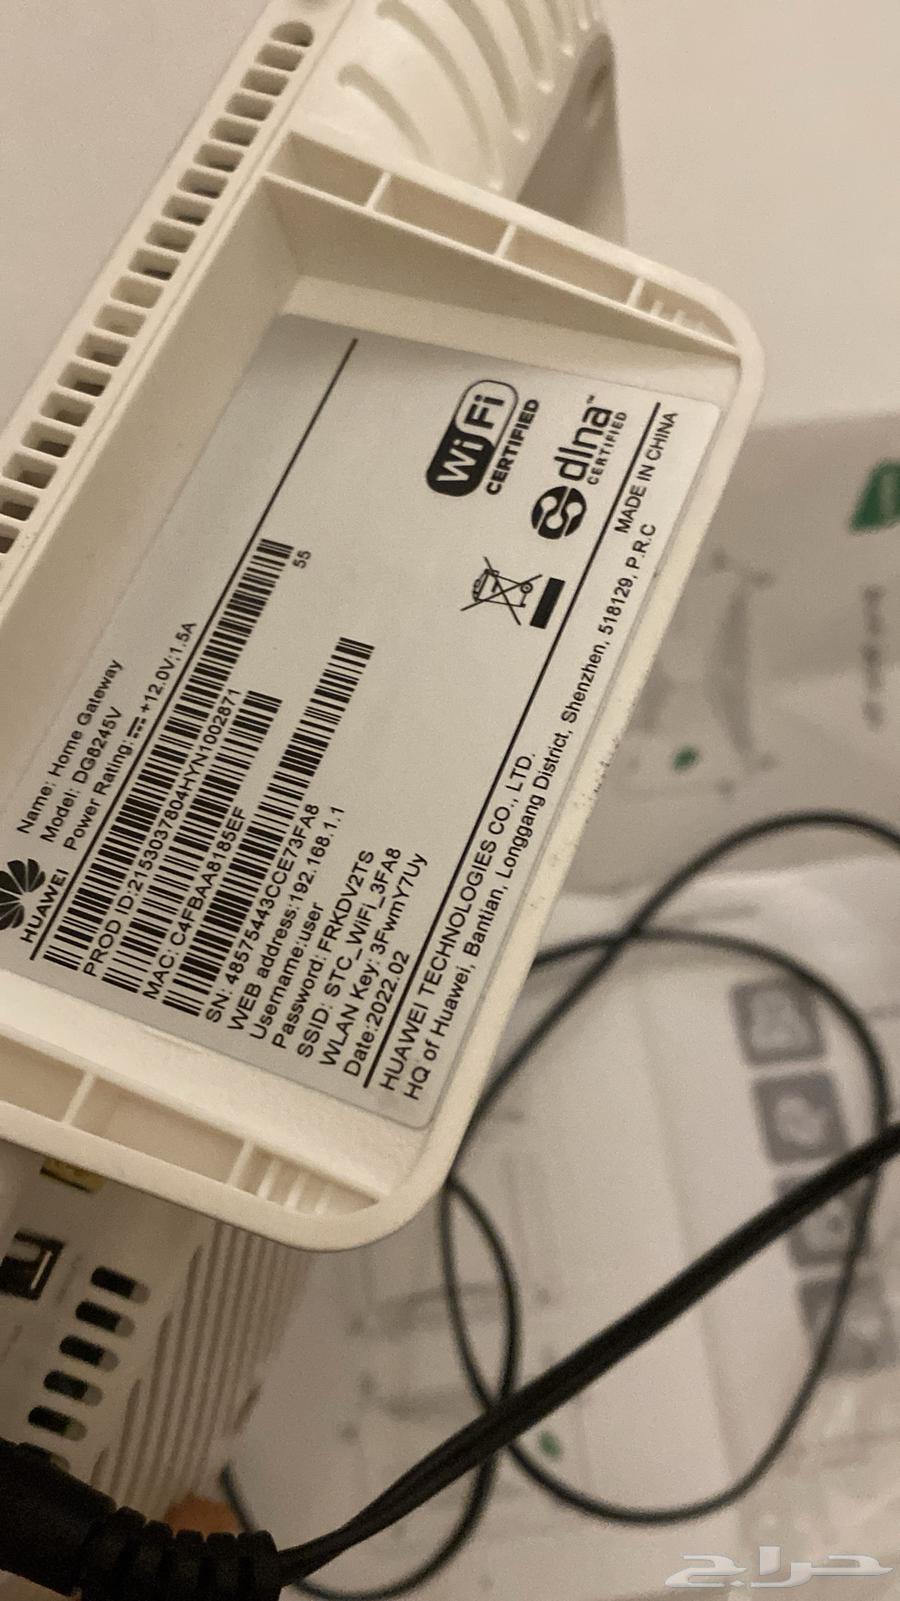 HUAWEI
Name: Home Gateway
Model: DG8245V
Power Rating: +12.0V;1.5A
PROD ID:2153037804HYN1002871
55
MAC: C4FBAA8185EF
SN: 48575443CCE73FA8
WEB address:192.168.1.1
Username:user
Password: FRKDV2TS
SSID: STC_WiFi_3FA8
WLAN Key: 3FwmY7Uy
Date:2022.02
Wi Fi
CERTIFIED
dlna™
CERTIFIED
HUAWEI TECHNOLOGIES CO., LTD.
MADE IN CHINA
HQ of Huawei, Bantian, Longgang District, Shenzhen, 518129, P.R.C
حراج